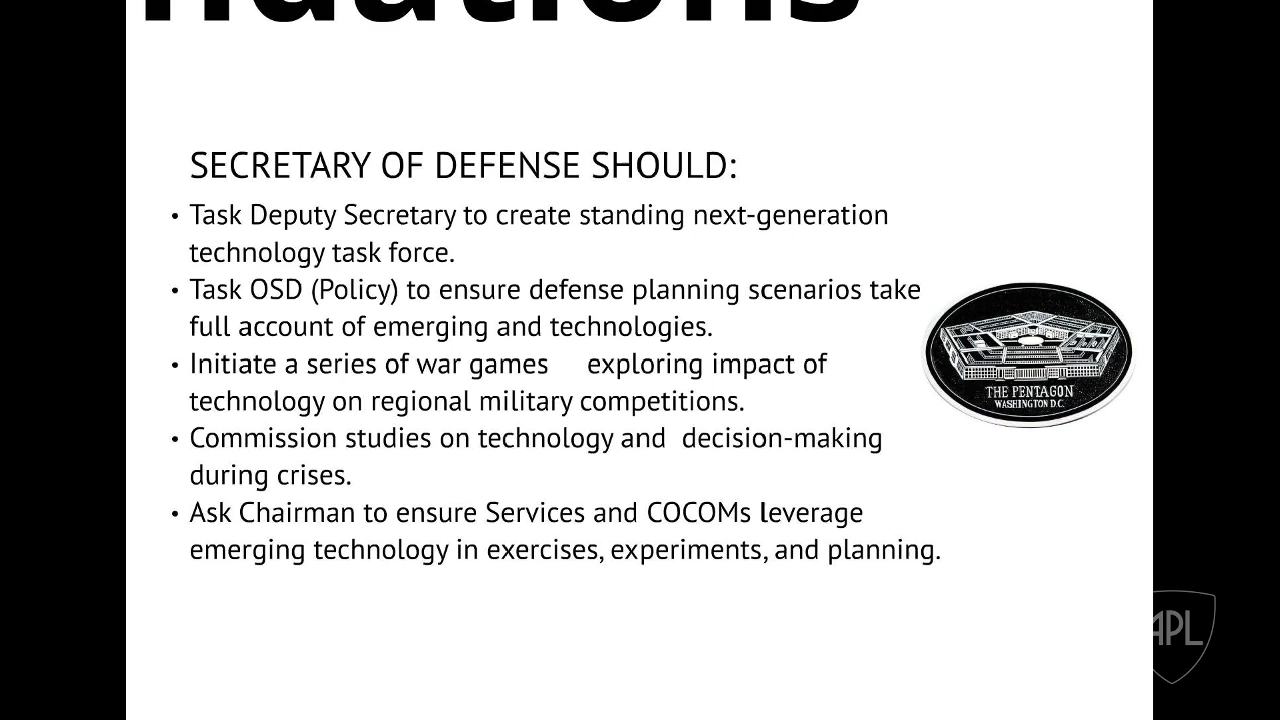 SECRETARY OF DEFENSE SHOULD:
• Task Deputy Secretary to create standing next-generation
technology task force.
• Task OSD (Policy) to ensure defense planning scenarios take
full account of emerging and technologies.
• Initiate a series of war games exploring impact of
technology on regional military competitions.
THE PENTAGON
WASHINGTON D.C.
• Commission studies on technology and decision-making
during crises.
• Ask Chairman to ensure Services and COCOMs leverage
emerging technology in exercises, experiments, and planning.
APL